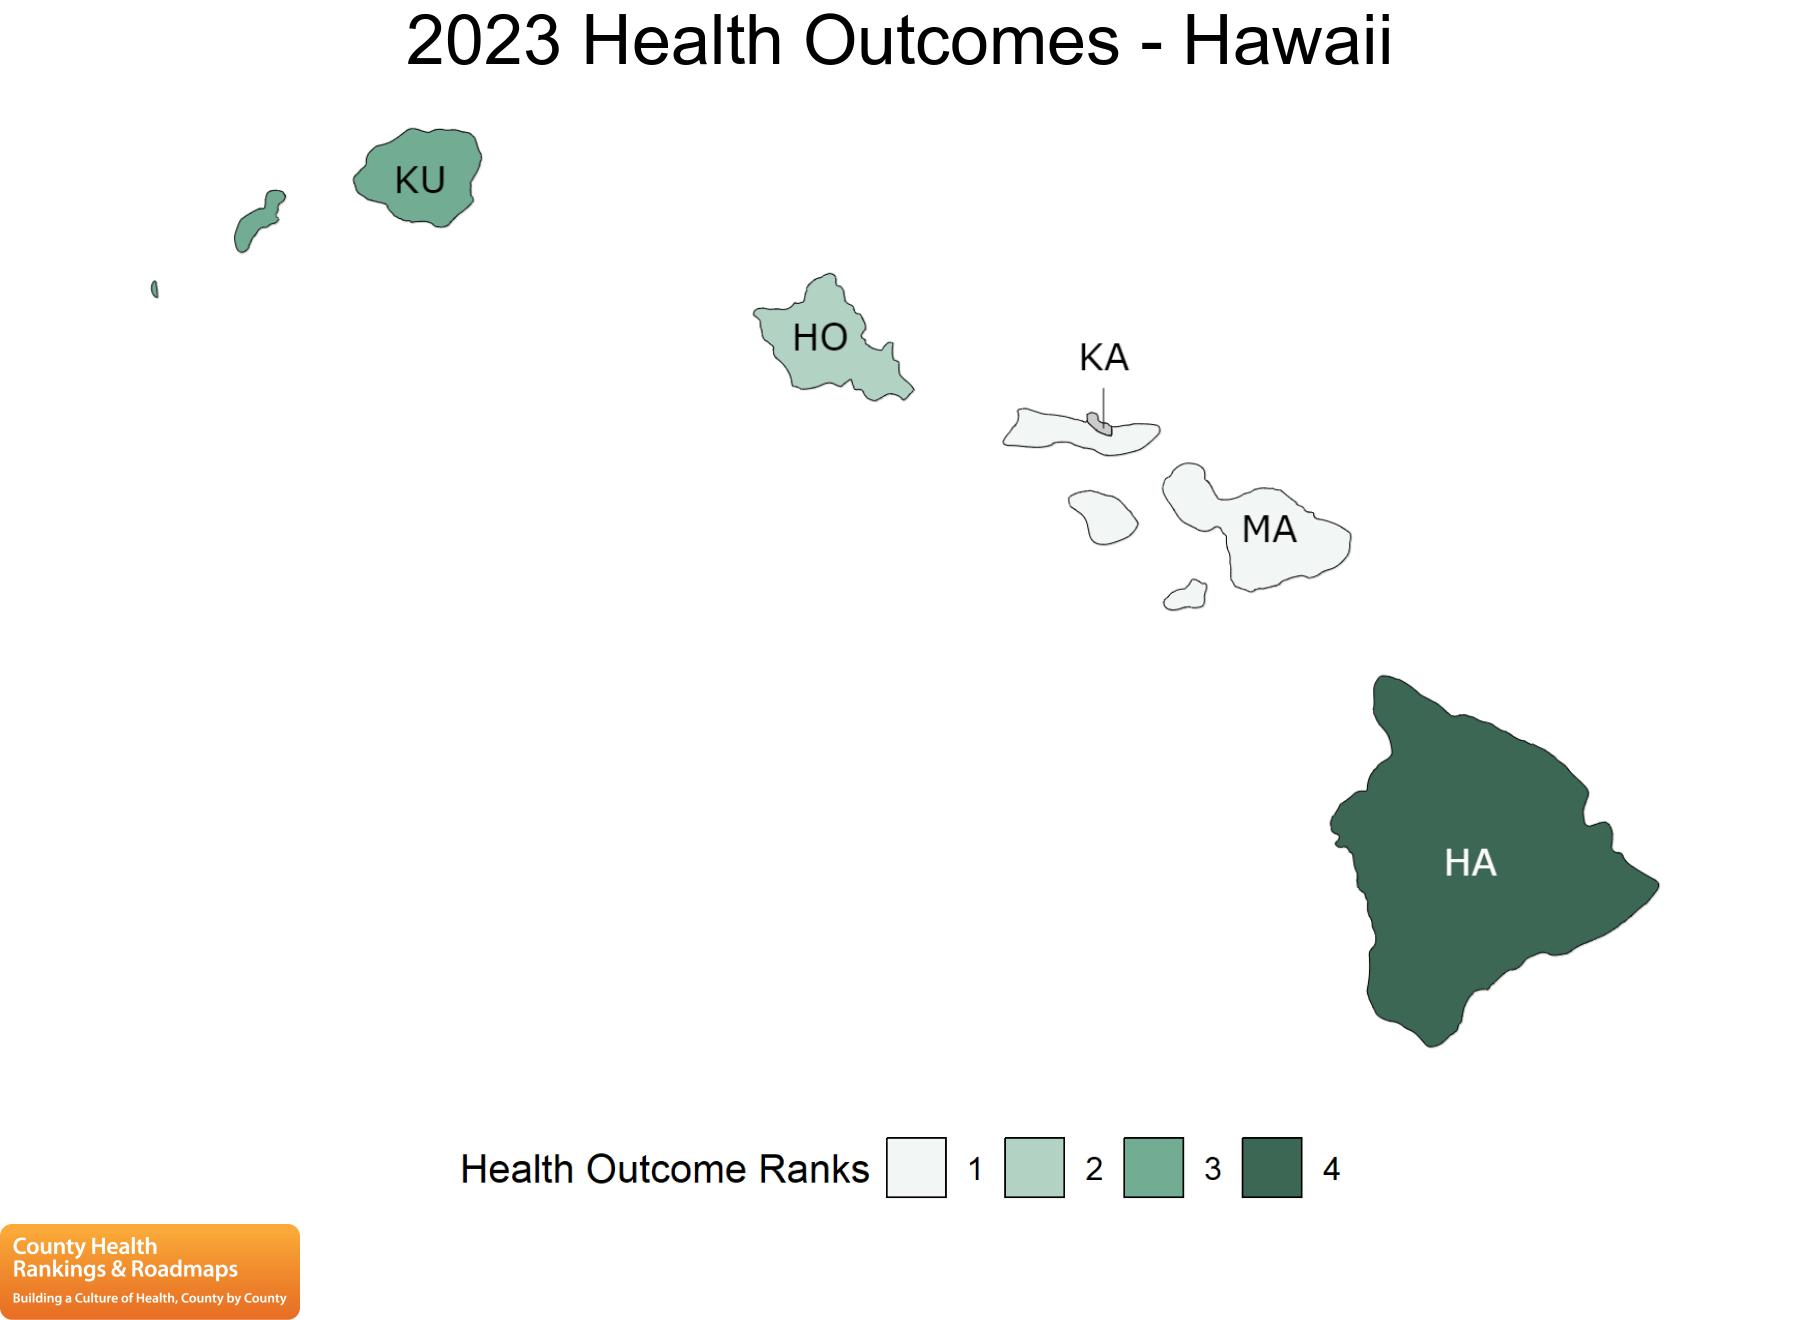 2023 Health Outcomes - Hawaii
KU
HO
KA
MA
HA
Health Outcome Ranks 1 2 3 4
County Health
Rankings & Roadmaps
Building a Culture of Health, County by County